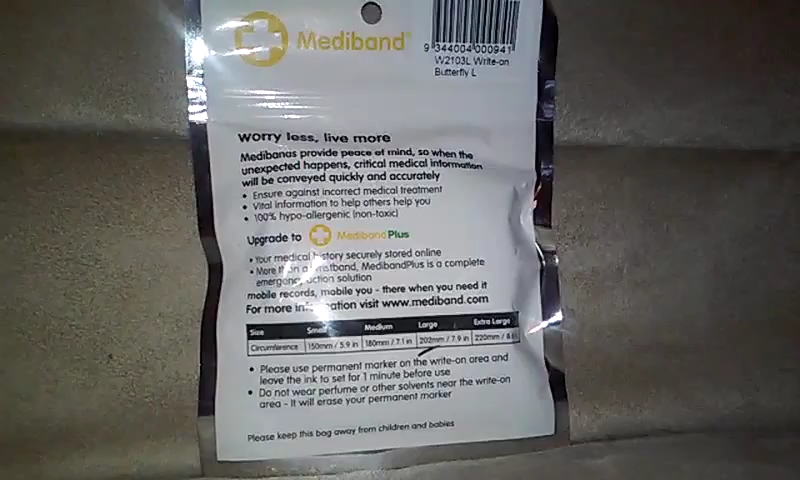 Mediband®
9 344004 000941
W2103L Write-on
Butterfly L
worry less, live more
Medibands provide peace of mind, so when the
unexpected happens, critical medical information
will be conveyed quickly and accurately
• Ensure against incorrect medical treatment
• Vital information to help others help you
• 100% hypo-allergenic (non-toxic)
Upgrade to MedibandPlus
• Your medical history securely stored online
• More than a wristband, MedibandPlus is a complete
emergency action solution
mobile records, mobile you - there when you need it
For more information visit www.mediband.com
Size Small Medium Large Extra Large
Circumference 150mm / 5.9 in 180mm / 7.1 in 202mm / 7.9 in 220mm /
• Please use permanent marker on the write-on area and
leave the ink to set for 1 minute before use
• Do not wear perfume or other solvents near the write-on
area - It will erase your permanent marker
Please keep this bag away from children and babies